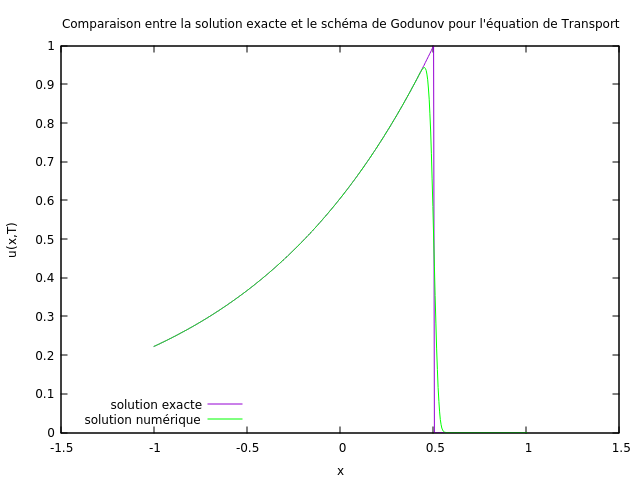 Comparaison entre la solution exacte et le schéma de Godunov pour l'équation de Transport
1
0.9
0.8
0.7
0.6
0.5
0.4
0.3
0.2
0.1
0
u(x,T)
solution exacte
solution numérique
-1.5 -1 -0.5 0 0.5 1 1.5
x